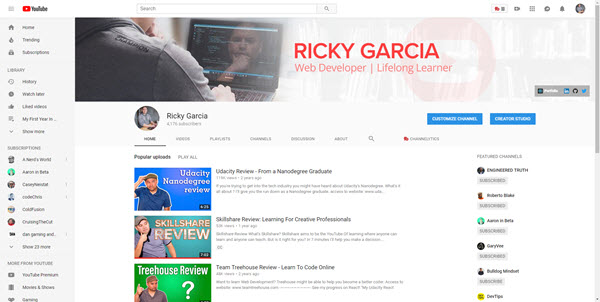 YouTube
Search
Home
Trending
Subscriptions
LIBRARY
History
Watch later
Liked videos
My First Year In ...
Show more
SUBSCRIPTIONS
A Nerd's World
Aaron in Beta
CaseyNeistat
codeChris
ColdFusion
CruisingTheCut
dan gaming and...
Show 23 more
MORE FROM YOUTUBE
YouTube Premium
Movies & Shows
Gaming
RICKY GARCIA
Web Developer | Lifelong Learner
Portfolio
Ricky Garcia
subscribers
CUSTOMIZE CHANNEL
CREATOR STUDIO
HOME
VIDEOS
PLAYLISTS
CHANNELS
DISCUSSION
ABOUT
CHANNELYTICS
Popular uploads
PLAY ALL
Udacity
Nanodegree
review
6:23
Udacity Review - From a Nanodegree Graduate
views • 2 years ago
If you're trying to get into the tech industry you might have heard about Udacity's Nanodegree. What's it
all about? I'll give you the run down as a nanodegree graduate. access to website: www.uda...
SKILLSHARE
REVIEW
7:42
Skillshare Review: Learning For Creative Professionals
views • 1 year ago
Skillshare Review What's Skillshare? Skillshare aims to be the YouTube Of learning where anyone can
learn and anyone can teach, but is it right for you? In 7 minutes I'll help you make a decision...
CC
Treehouse
Review
Team Treehouse Review - Learn To Code Online
views • 2 years ago
Want to learn Web Development? Treehouse might be able to help you become a better coder. Access to
website: www.teamtreehouse.com See my progress on Reach "My Udacity React
FEATURED CHANNELS
ENGINEERED TRUTH
SUBSCRIBED
Roberto Blake
SUBSCRIBED
Aaron in Beta
SUBSCRIBED
GaryVee
SUBSCRIBED
Bulldog Mindset
SUBSCRIBED
DevTips